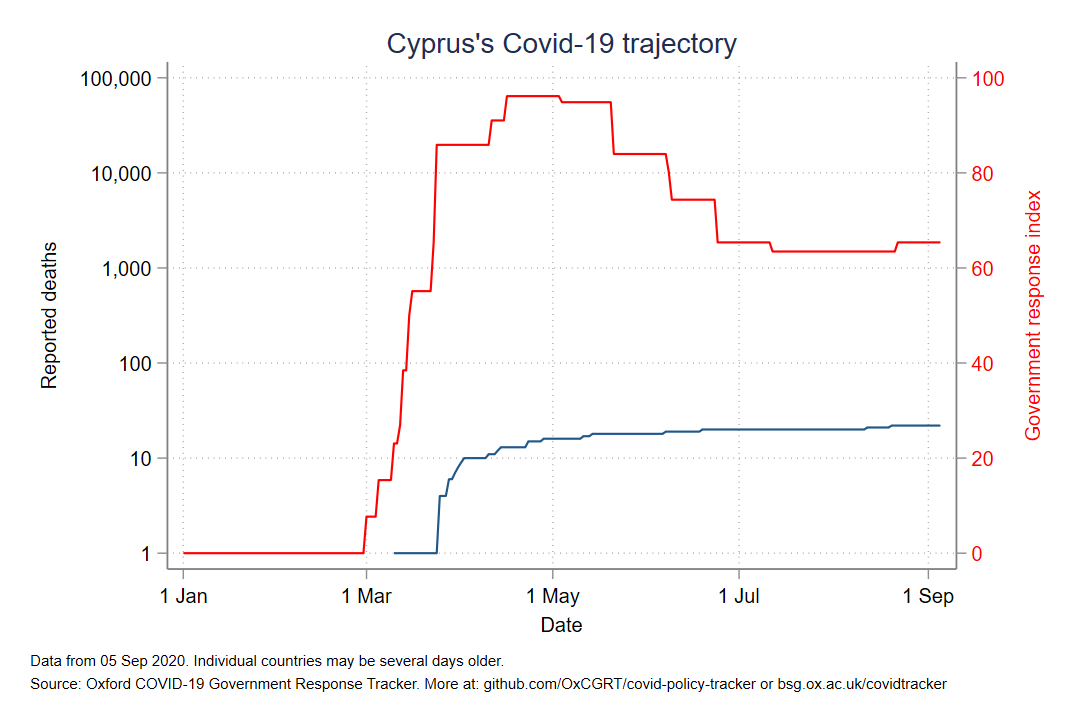 Cyprus's Covid-19 trajectory
100,000
10,000
1,000
100
10
1
Reported deaths
100
80
60
40
20
0
Government response index
1 Jan
1 Mar
1 May
1 Jul
1 Sep
Date
Data from 05 Sep 2020. Individual countries may be several days older.
Source: Oxford COVID-19 Government Response Tracker. More at: github.com/OxCGRT/covid-policy-tracker or bsg.ox.ac.uk/covidtracker